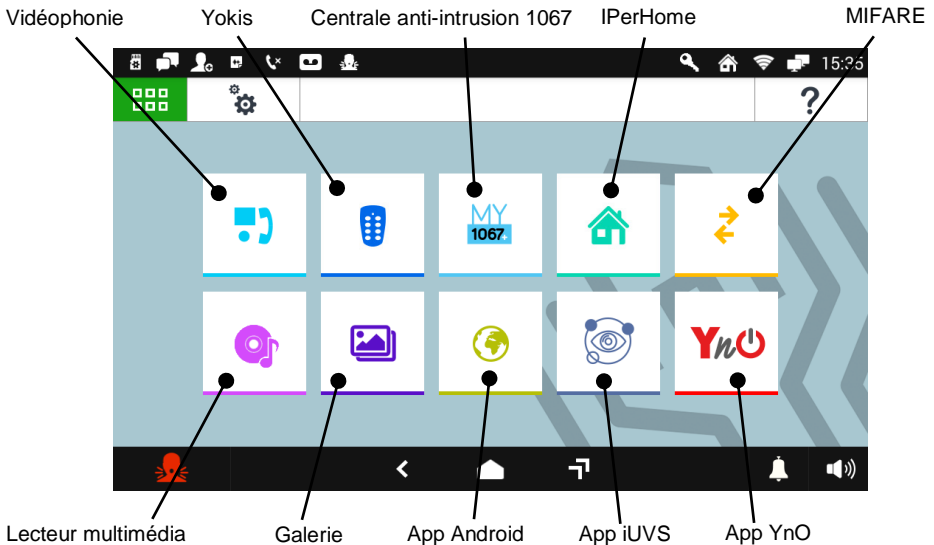 Vidéophonie Yokis Centrale anti-intrusion 1067 IPerHome MIFARE
15:35
?
MY
1067
YnO
Lecteur multimédia Galerie App Android App iUVS App YnO